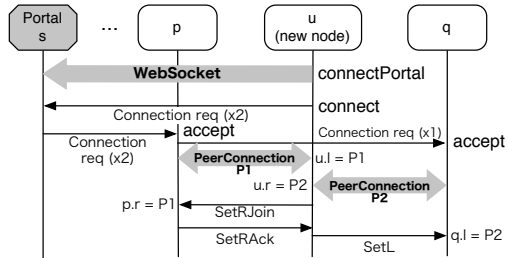 Portal
s
...
p
u
(new node)
q
WebSocket
connectPortal
connect
Connection req (x2)
Connection
req (x2)
accept
Connection req (x1)
accept
PeerConnection
P1
u.l = P1
u.r = P2
PeerConnection
P2
p.r = P1
SetRJoin
SetRAck
SetL
q.l = P2